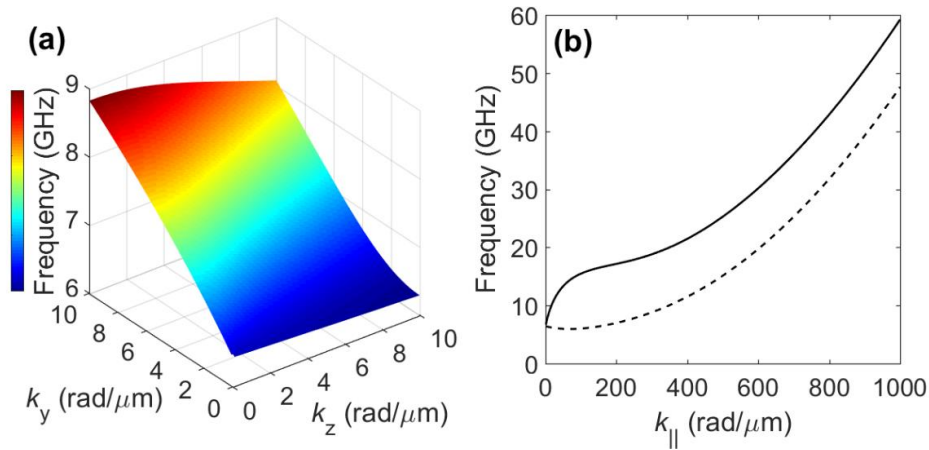 (a)
9
8
7
6
Frequency (GHz)
10
8
6
4
2
0
k_y (rad/μm)
0
2
4
6
8
10
k_z (rad/μm)
(b)
60
50
40
30
20
10
0
Frequency (GHz)
0 200 400 600 800 1000
k_|| (rad/μm)